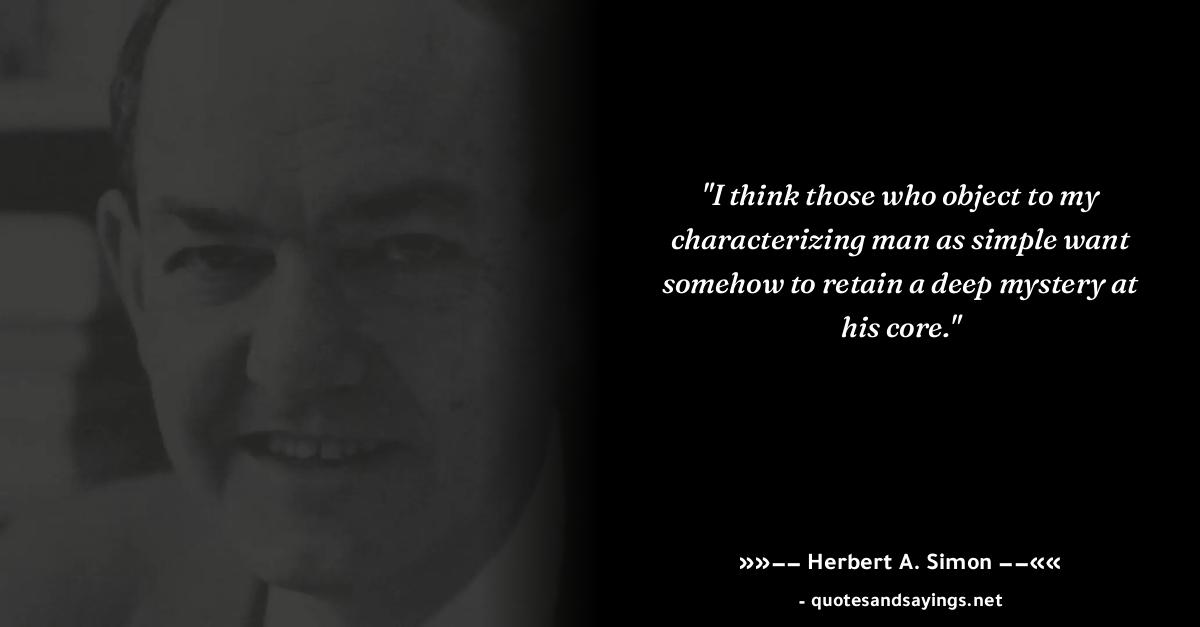 "I think those who object to my
characterizing man as simple want
somehow to retain a deep mystery at
his core."
»»−− Herbert A. Simon −−««
- quotesandsayings.net